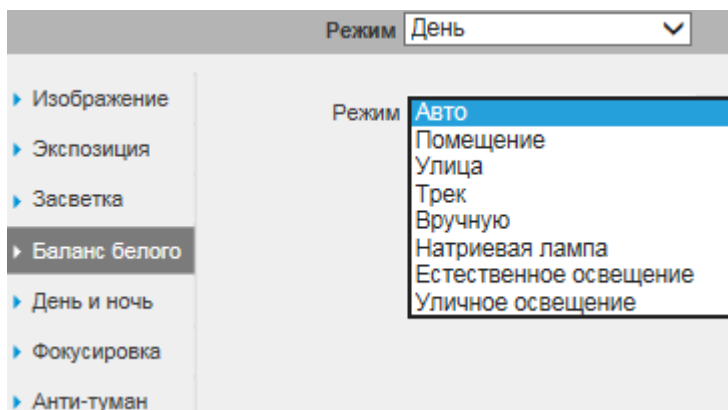 Режим День
Изображение
Экспозиция
Засветка
Баланс белого
День и ночь
Фокусировка
Анти-туман
Режим Авто
Помещение
Улица
Трек
Вручную
Натриевая лампа
Естественное освещение
Уличное освещение